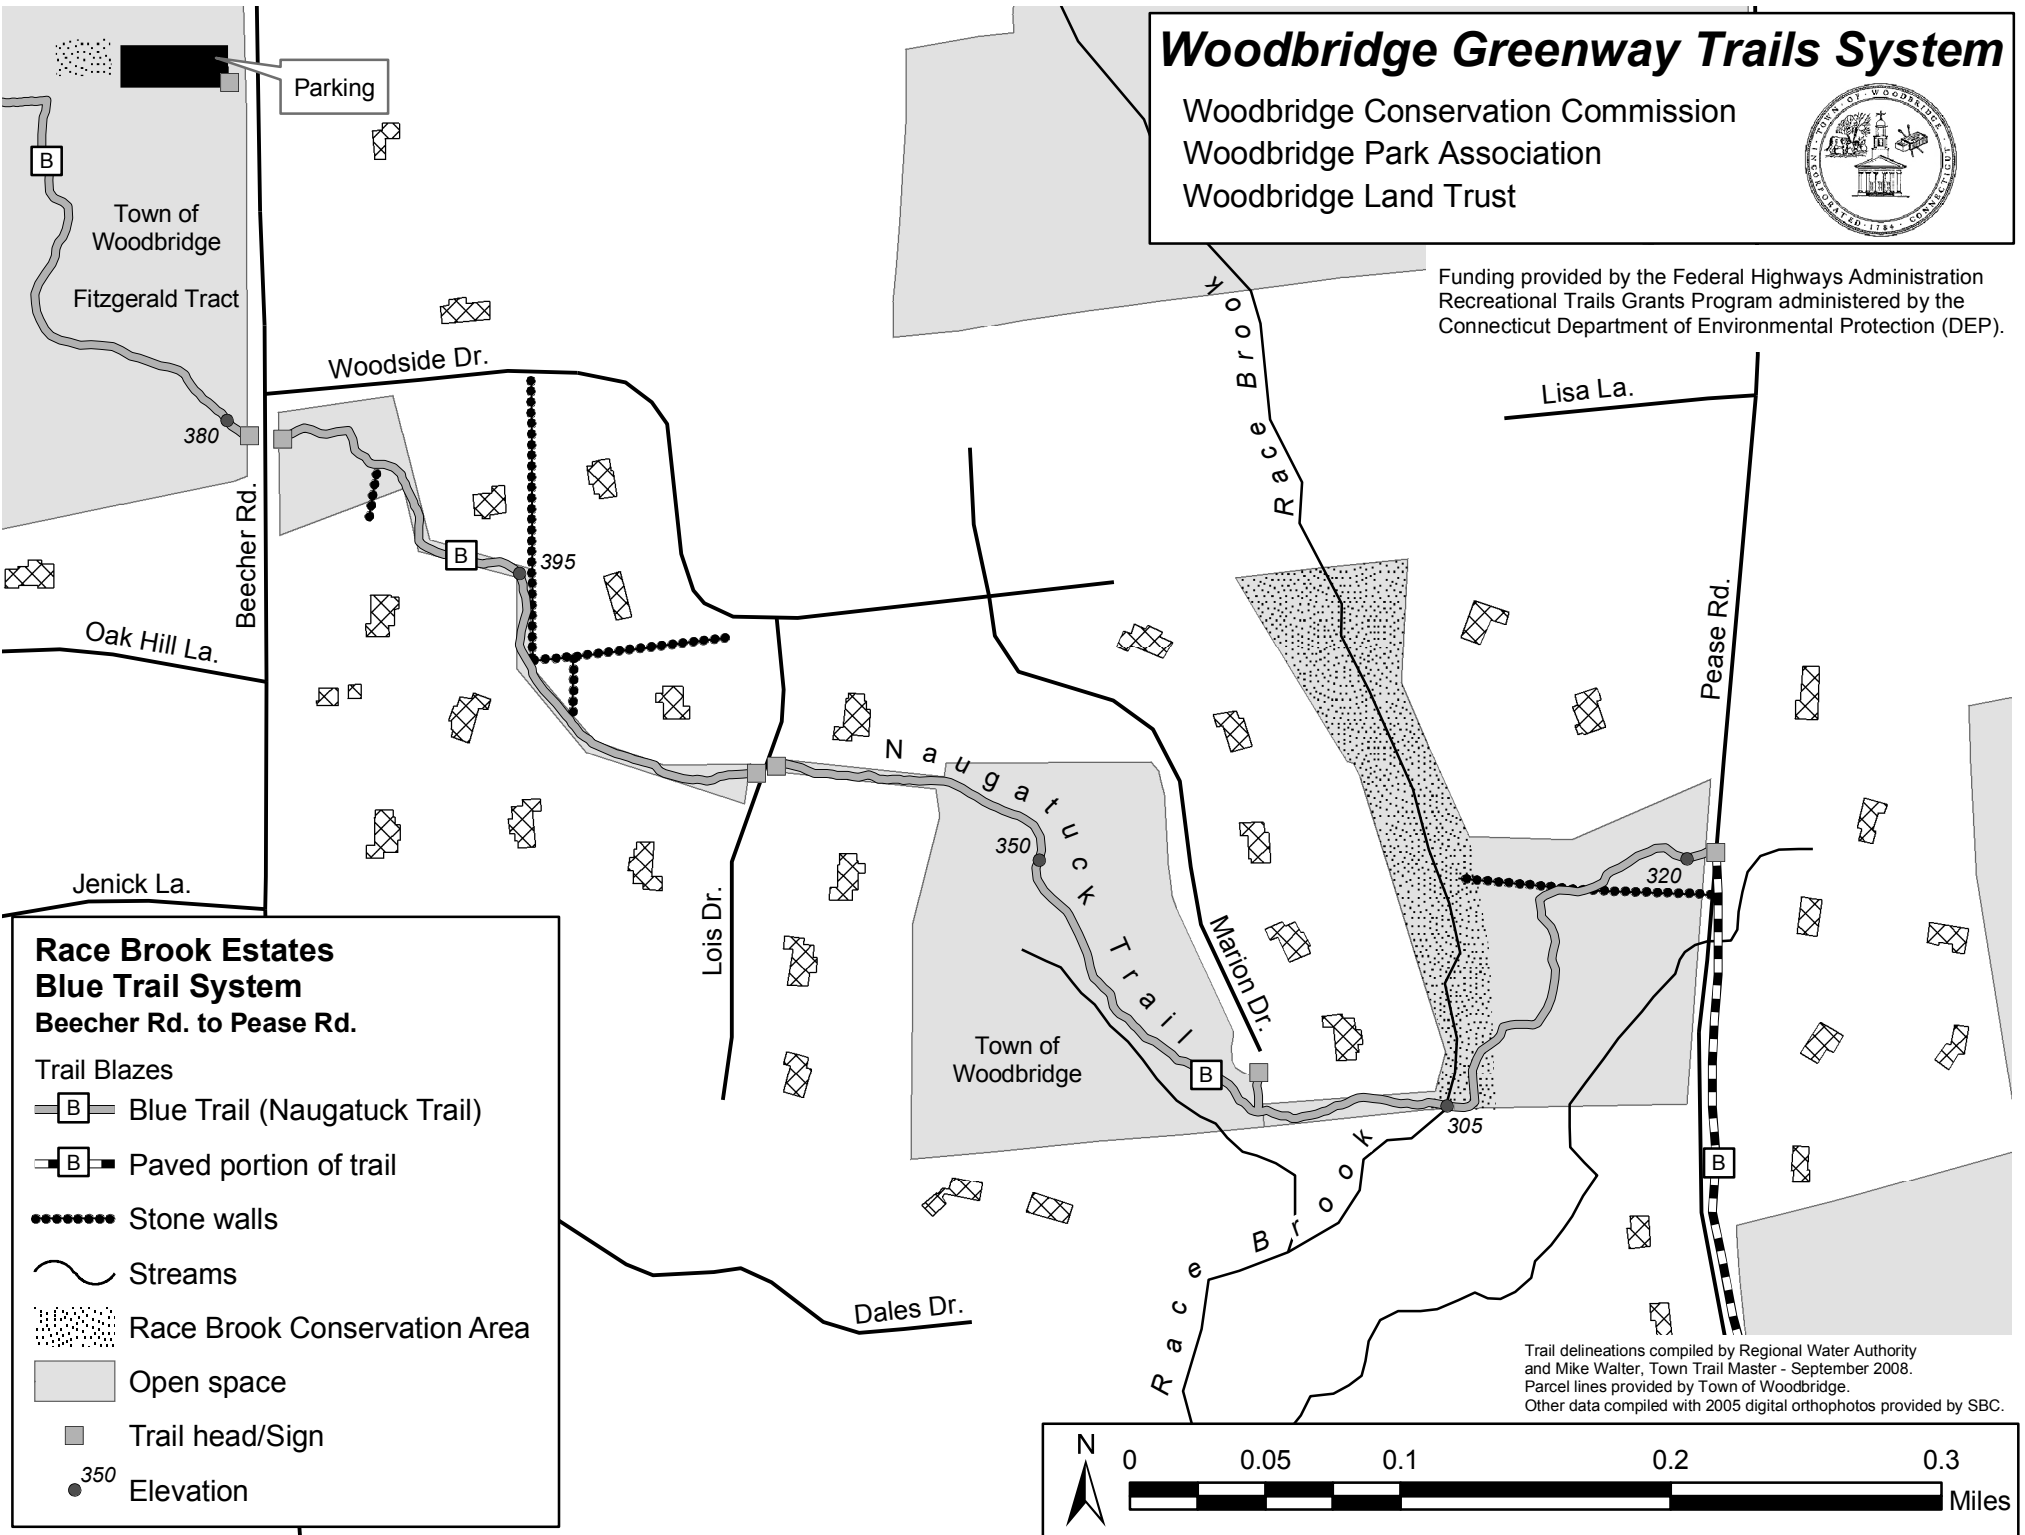 Woodbridge Greenway Trails System
Woodbridge Conservation Commission
Woodbridge Park Association
Woodbridge Land Trust
TOWN · OF · WOODBRIDGE
INCORPORATED · 1784 · CONNECTICUT
Funding provided by the Federal Highways Administration
Recreational Trails Grants Program administered by the
Connecticut Department of Environmental Protection (DEP).
Parking
B
Town of
Woodbridge
Fitzgerald Tract
380
Woodside Dr.
Beecher Rd.
B
395
Oak Hill La.
Jenick La.
Race Brook
Lisa La.
Pease Rd.
Naugatuck Trail
350
Lois Dr.
Marion Dr.
320
Town of
Woodbridge
B
305
B
Race Brook
Dales Dr.
Race Brook Estates
Blue Trail System
Beecher Rd. to Pease Rd.
Trail Blazes
B Blue Trail (Naugatuck Trail)
B Paved portion of trail
Stone walls
Streams
Race Brook Conservation Area
Open space
Trail head/Sign
350 Elevation
Trail delineations compiled by Regional Water Authority
and Mike Walter, Town Trail Master - September 2008.
Parcel lines provided by Town of Woodbridge.
Other data compiled with 2005 digital orthophotos provided by SBC.
N
0 0.05 0.1 0.2 0.3
Miles